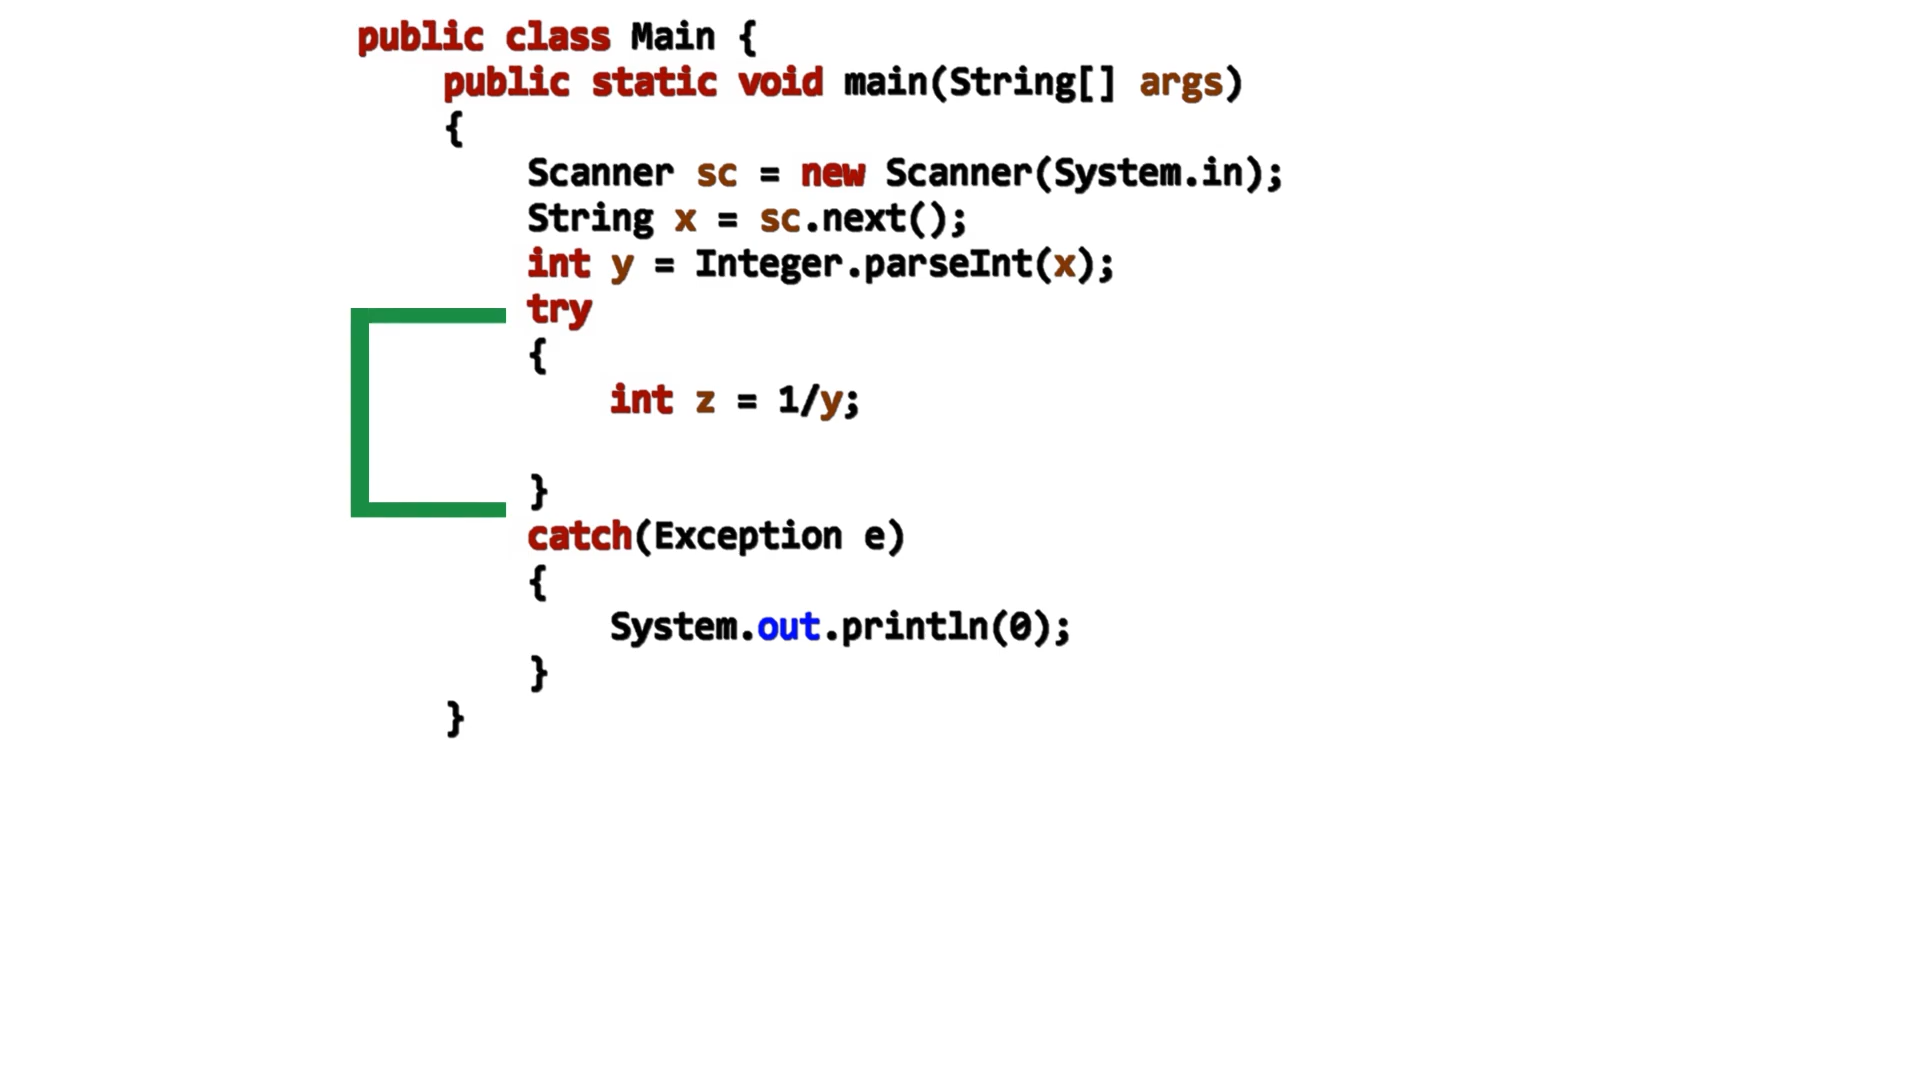 public class Main {
public static void main(String[] args)
{
Scanner sc = new Scanner(System.in);
String x = sc.next();
int y = Integer.parseInt(x);
try
{
int z = 1/y;
}
catch(Exception e)
{
System.out.println(0);
}
}